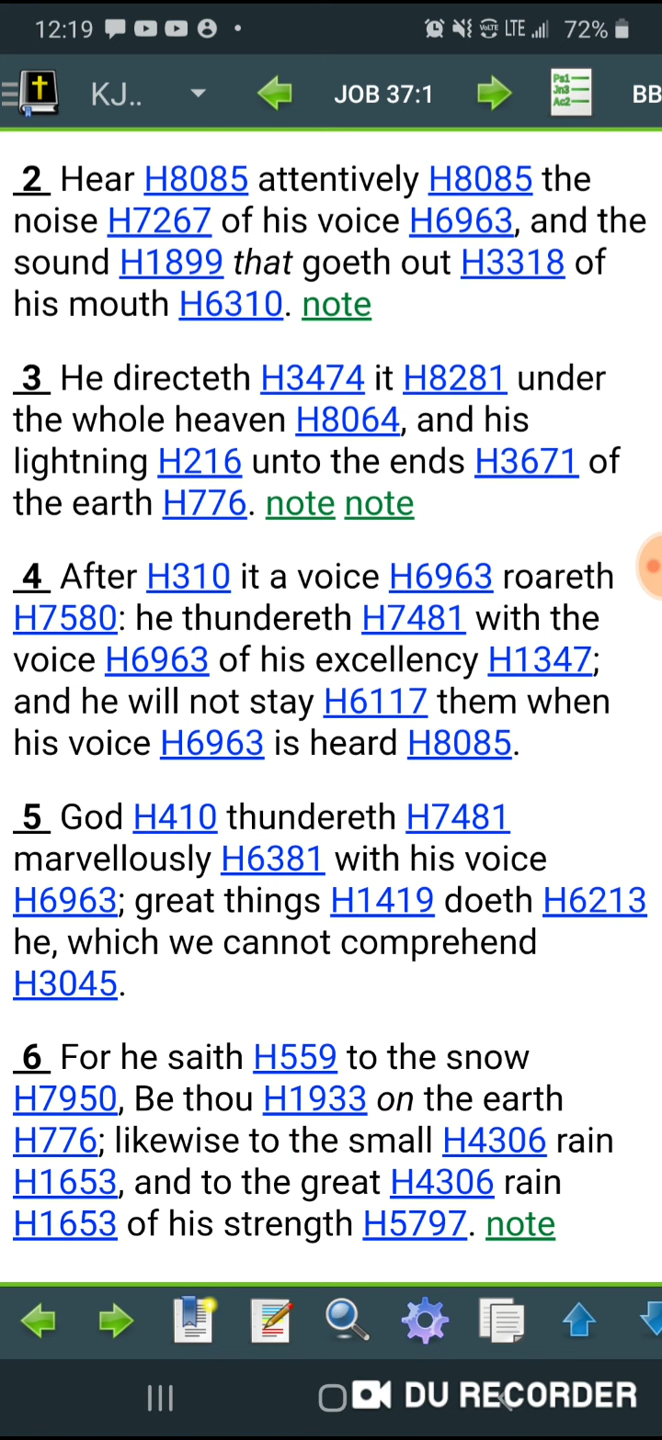 12:19
VoLTE LTE 72%
KJ.. JOB 37:1 Ps1 Jn3 Ac2 BB
2 Hear H8085 attentively H8085 the
noise H7267 of his voice H6963, and the
sound H1899 that goeth out H3318 of
his mouth H6310. note
3 He directeth H3474 it H8281 under
the whole heaven H8064, and his
lightning H216 unto the ends H3671 of
the earth H776. note note
4 After H310 it a voice H6963 roareth
H7580: he thundereth H7481 with the
voice H6963 of his excellency H1347;
and he will not stay H6117 them when
his voice H6963 is heard H8085.
5 God H410 thundereth H7481
marvellously H6381 with his voice
H6963; great things H1419 doeth H6213
he, which we cannot comprehend
H3045.
6 For he saith H559 to the snow
H7950, Be thou H1933 on the earth
H776; likewise to the small H4306 rain
H1653, and to the great H4306 rain
H1653 of his strength H5797. note
DU RECORDER